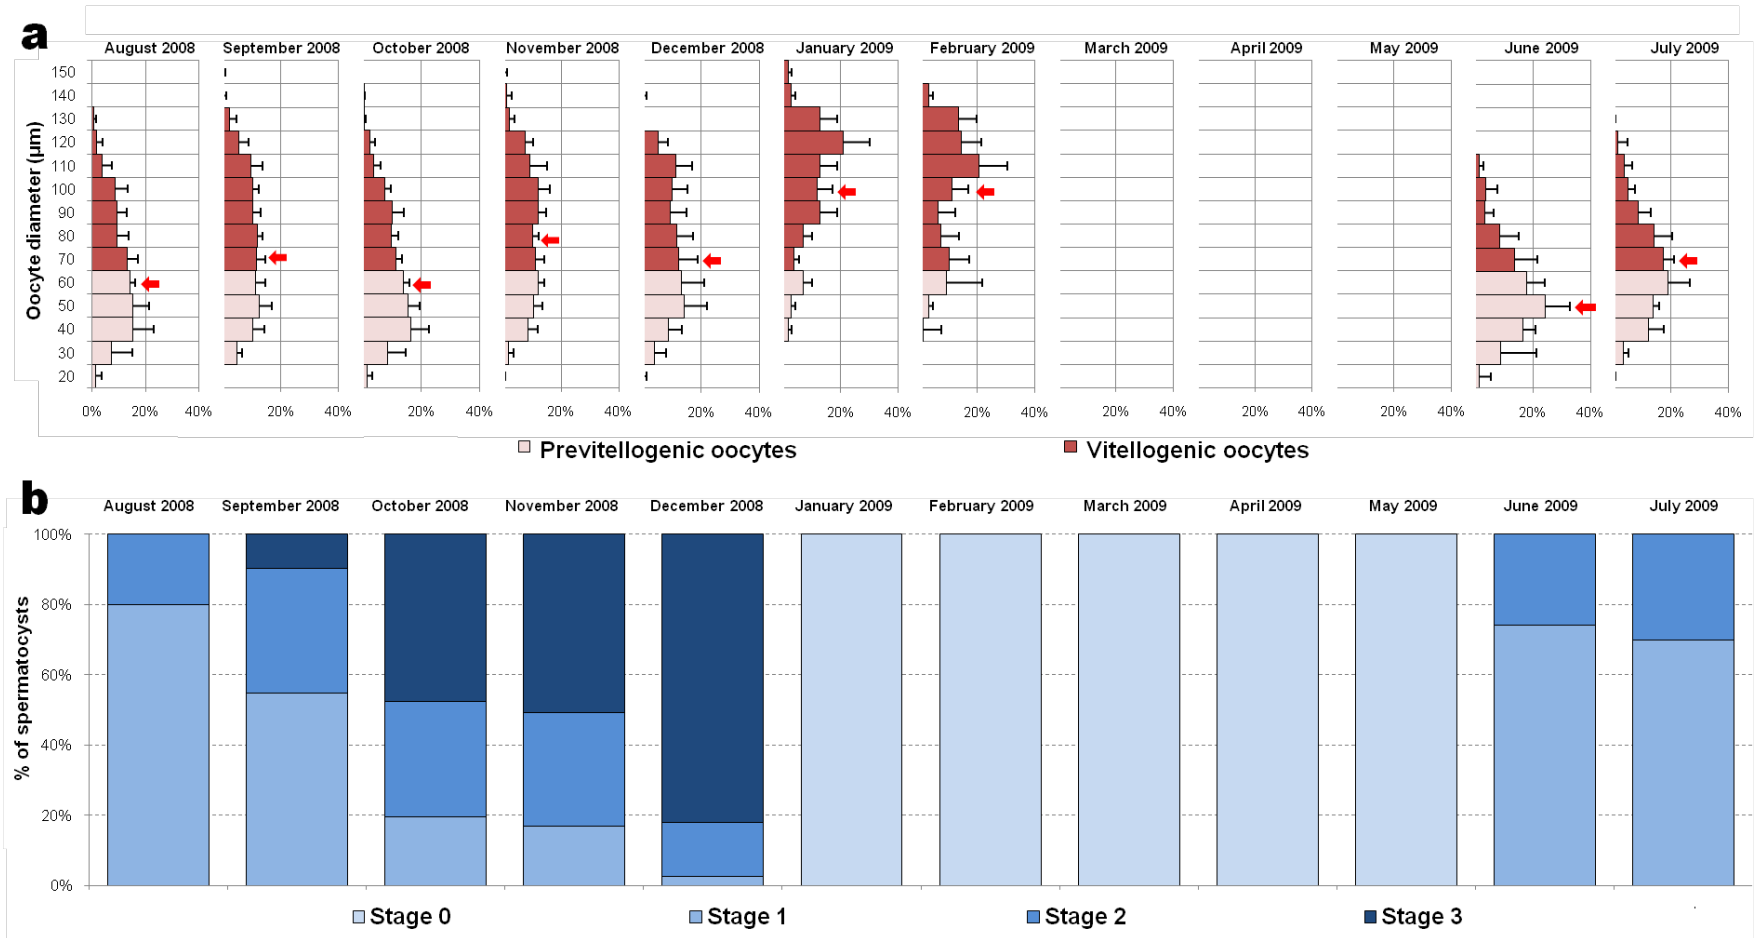 a
August 2008 September 2008 October 2008 November 2008 December 2008 January 2009 February 2009 March 2009 April 2009 May 2009 June 2009 July 2009
Oocyte diameter (µm)
150
140
130
120
110
100
90
80
70
60
50
40
30
20
0% 20% 40% 20% 40% 20% 40% 20% 40% 20% 40% 20% 40% 20% 40% 20% 40% 20% 40% 20% 40% 20% 40% 20% 40%
Previtellogenic oocytes Vitellogenic oocytes
b
August 2008 September 2008 October 2008 November 2008 December 2008 January 2009 February 2009 March 2009 April 2009 May 2009 June 2009 July 2009
% of spermatocysts
100%
80%
60%
40%
20%
0%
Stage 0 Stage 1 Stage 2 Stage 3